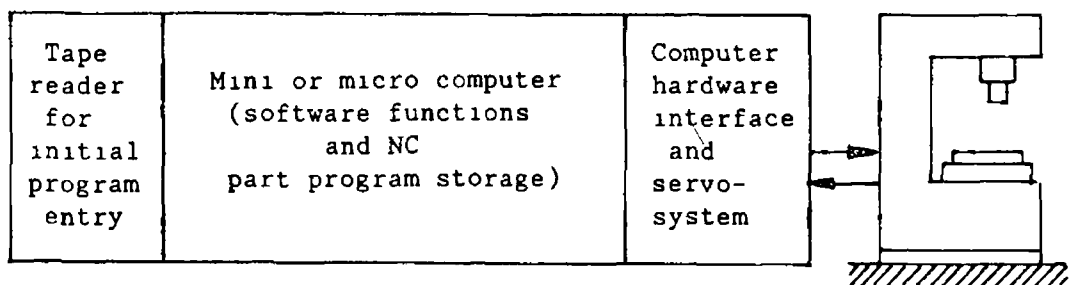 Tape
reader
for
initial
program
entry
Mini or micro computer
(software functions
and NC
part program storage)
Computer
hardware
interface
and
servo-
system